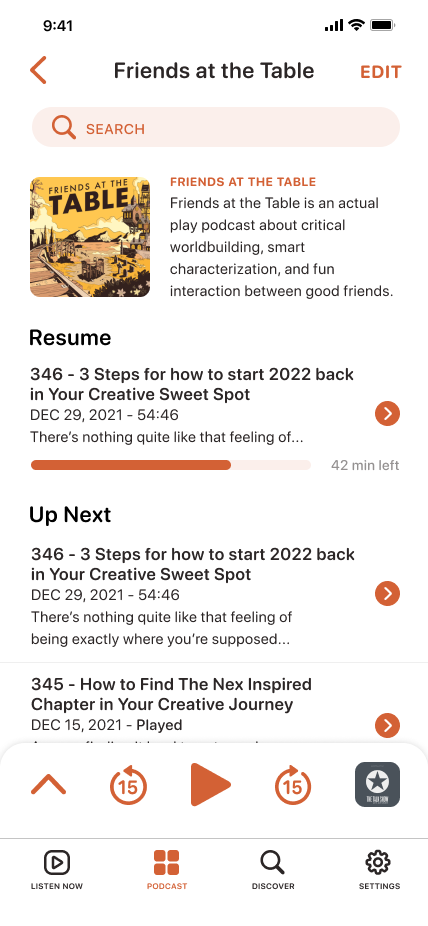 9:41
Friends at the Table
EDIT
SEARCH
FRIENDS AT THE
TABLE
FRIENDS AT THE TABLE
Friends at the Table is an actual
play podcast about critical
worldbuilding, smart
characterization, and fun
interaction between good friends.
Resume
346 - 3 Steps for how to start 2022 back
in Your Creative Sweet Spot
DEC 29, 2021 - 54:46
There's nothing quite like that feeling of...
42 min left
Up Next
346 - 3 Steps for how to start 2022 back
in Your Creative Sweet Spot
DEC 29, 2021 - 54:46
There's nothing quite like that feeling of
being exactly where you're supposed...
345 - How to Find The Nex Inspired
Chapter in Your Creative Journey
DEC 15, 2021 - Played
15
15
THE TALK SHOW
LISTEN NOW
PODCAST
DISCOVER
SETTINGS